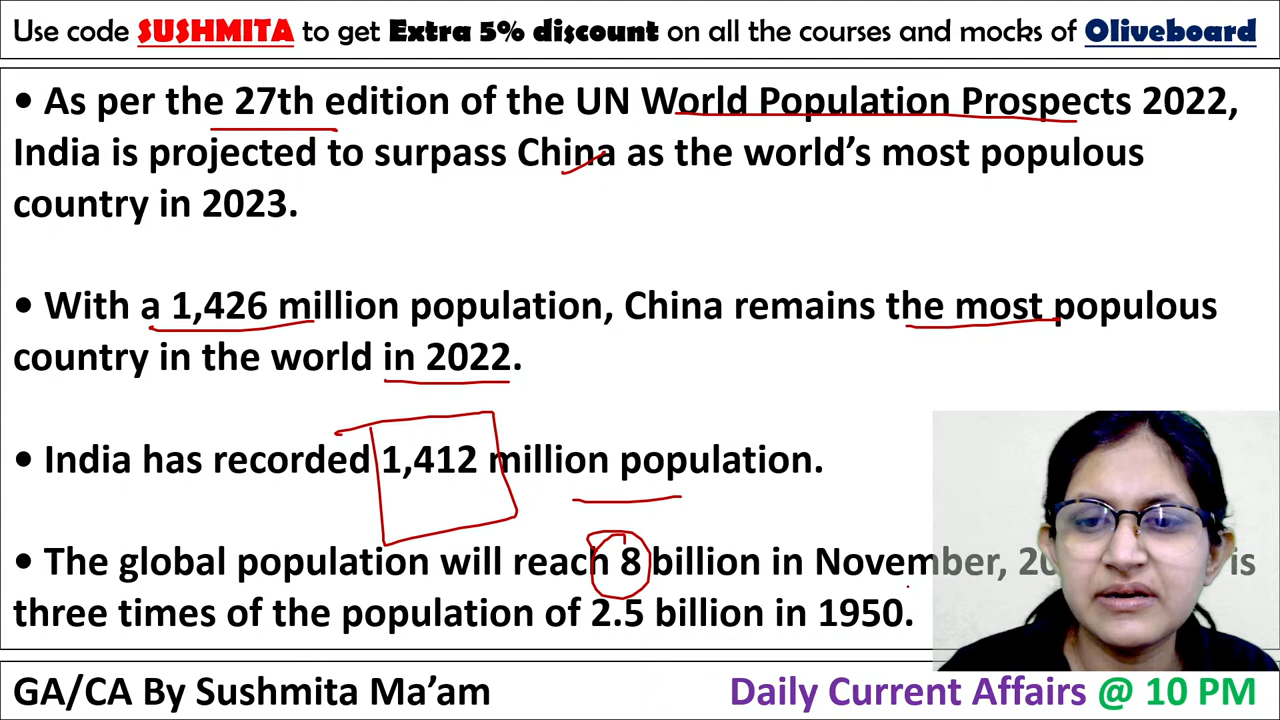 Use code SUSHMITA to get Extra 5% discount on all the courses and mocks of Oliveboard
• As per the 27th edition of the UN World Population Prospects 2022,
India is projected to surpass China as the world’s most populous
country in 2023.
• With a 1,426 million population, China remains the most populous
country in the world in 2022.
• India has recorded 1,412 million population.
• The global population will reach 8 billion in November, is
three times of the population of 2.5 billion in 1950.
GA/CA By Sushmita Ma’am
Daily Current Affairs @ 10 PM